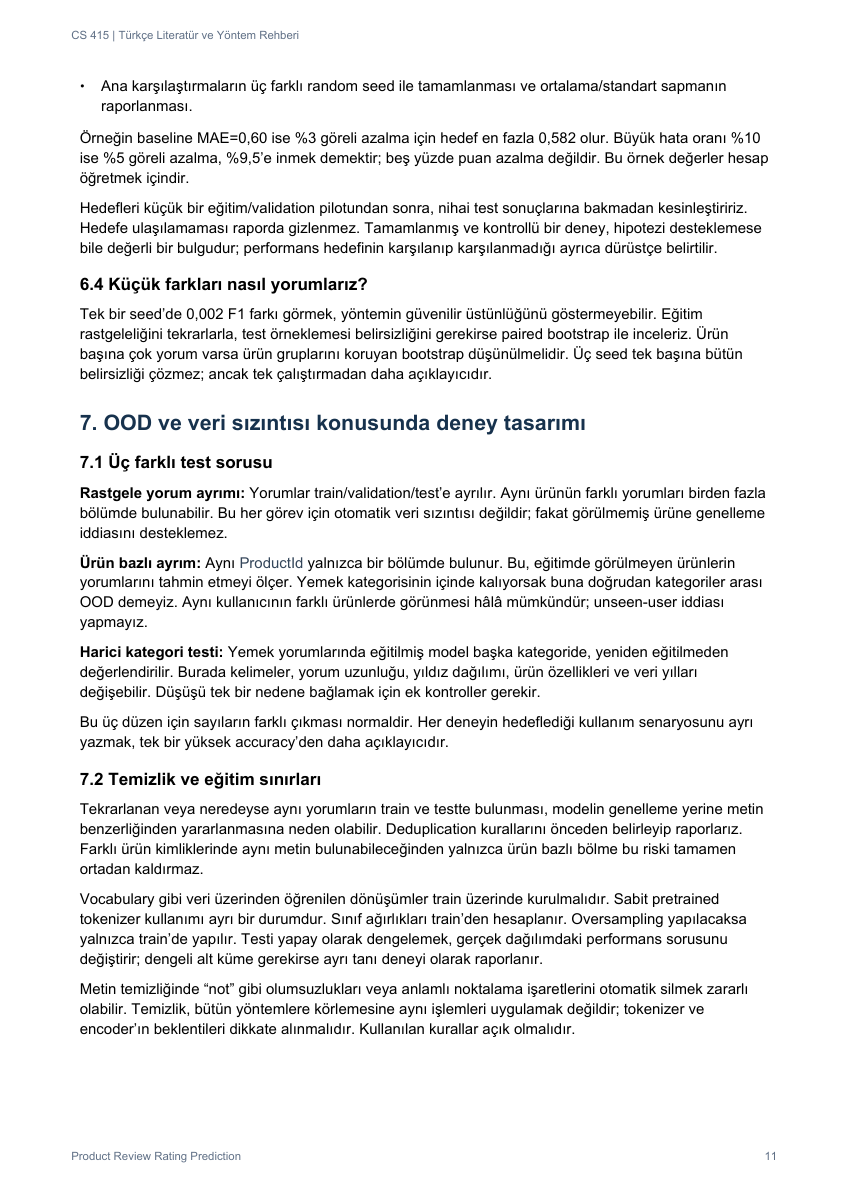 CS 415 | Türkçe Literatür ve Yöntem Rehberi
• Ana karşılaştırmaların üç farklı random seed ile tamamlanması ve ortalama/standart sapmanın
raporlanması.
Örneğin baseline MAE=0,60 ise %3 göreli azalma için hedef en fazla 0,582 olur. Büyük hata oranı %10
ise %5 göreli azalma, %9,5’e inmek demektir; beş yüzde puan azalma değildir. Bu örnek değerler hesap
öğretmek içindir.
Hedefleri küçük bir eğitim/validation pilotundan sonra, nihai test sonuçlarına bakmadan kesinleştiririz.
Hedefe ulaşılamaması raporda gizlenmez. Tamamlanmış ve kontrollü bir deney, hipotezi desteklemese
bile değerli bir bulgudur; performans hedefinin karşılanıp karşılanmadığı ayrıca dürüstçe belirtilir.
6.4 Küçük farkları nasıl yorumlarız?
Tek bir seed’de 0,002 F1 farkı görmek, yöntemin güvenilir üstünlüğünü göstermeyebilir. Eğitim
rastgeleliğini tekrarlarla, test örneklemesi belirsizliğini gerekirse paired bootstrap ile inceleriz. Ürün
başına çok yorum varsa ürün gruplarını koruyan bootstrap düşünülmelidir. Üç seed tek başına bütün
belirsizliği çözmez; ancak tek çalıştırmadan daha açıklayıcıdır.
7. OOD ve veri sızıntısı konusunda deney tasarımı
7.1 Üç farklı test sorusu
Rastgele yorum ayrımı: Yorumlar train/validation/test’e ayrılır. Aynı ürünün farklı yorumları birden fazla
bölümde bulunabilir. Bu her görev için otomatik veri sızıntısı değildir; fakat görülmemiş ürüne genelleme
iddiasını desteklemez.
Ürün bazlı ayrım: Aynı ProductId yalnızca bir bölümde bulunur. Bu, eğitimde görülmeyen ürünlerin
yorumlarını tahmin etmeyi ölçer. Yemek kategorisinin içinde kalıyorsak buna doğrudan kategoriler arası
OOD demeyiz. Aynı kullanıcının farklı ürünlerde görünmesi hâlâ mümkündür; unseen-user iddiası
yapmayız.
Harici kategori testi: Yemek yorumlarında eğitilmiş model başka kategoride, yeniden eğitilmeden
değerlendirilir. Burada kelimeler, yorum uzunluğu, yıldız dağılımı, ürün özellikleri ve veri yılları
değişebilir. Düşüşü tek bir nedene bağlamak için ek kontroller gerekir.
Bu üç düzen için sayıların farklı çıkması normaldir. Her deneyin hedeflediği kullanım senaryosunu ayrı
yazmak, tek bir yüksek accuracy’den daha açıklayıcıdır.
7.2 Temizlik ve eğitim sınırları
Tekrarlanan veya neredeyse aynı yorumların train ve testte bulunması, modelin genelleme yerine metin
benzerliğinden yararlanmasına neden olabilir. Deduplication kurallarını önceden belirleyip raporlarız.
Farklı ürün kimliklerinde aynı metin bulunabileceğinden yalnızca ürün bazlı bölme bu riski tamamen
ortadan kaldırmaz.
Vocabulary gibi veri üzerinden öğrenilen dönüşümler train üzerinde kurulmalıdır. Sabit pretrained
tokenizer kullanımı ayrı bir durumdur. Sınıf ağırlıkları train’den hesaplanır. Oversampling yapılacaksa
yalnızca train’de yapılır. Testi yapay olarak dengelemek, gerçek dağılımdaki performans sorusunu
değiştirir; dengeli alt küme gerekirse ayrı tanı deneyi olarak raporlanır.
Metin temizliğinde “not” gibi olumsuzlukları veya anlamlı noktalama işaretlerini otomatik silmek zararlı
olabilir. Temizlik, bütün yöntemlere körlemesine aynı işlemleri uygulamak değildir; tokenizer ve
encoder’ın beklentileri dikkate alınmalıdır. Kullanılan kurallar açık olmalıdır.
Product Review Rating Prediction
11